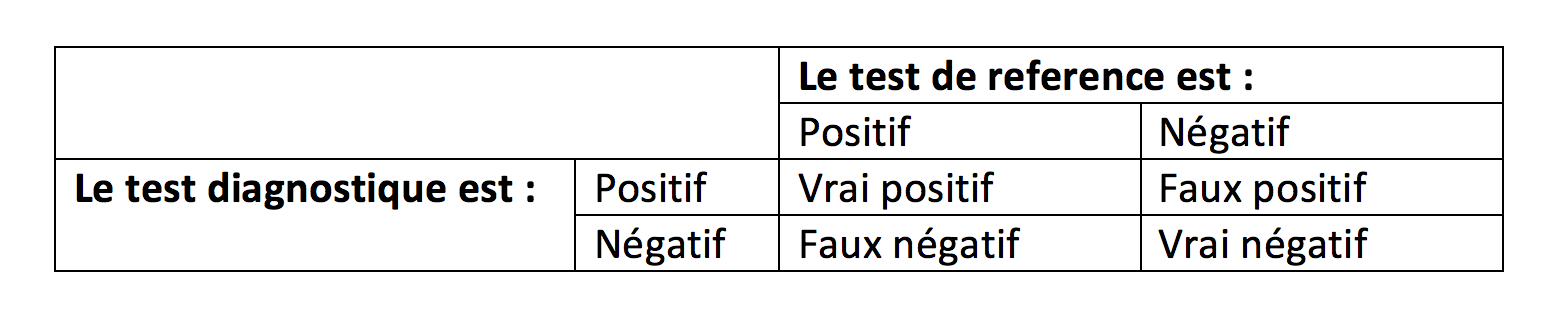 Le test de reference est :
Positif Négatif
Le test diagnostique est : Positif Vrai positif Faux positif
Négatif Faux négatif Vrai négatif